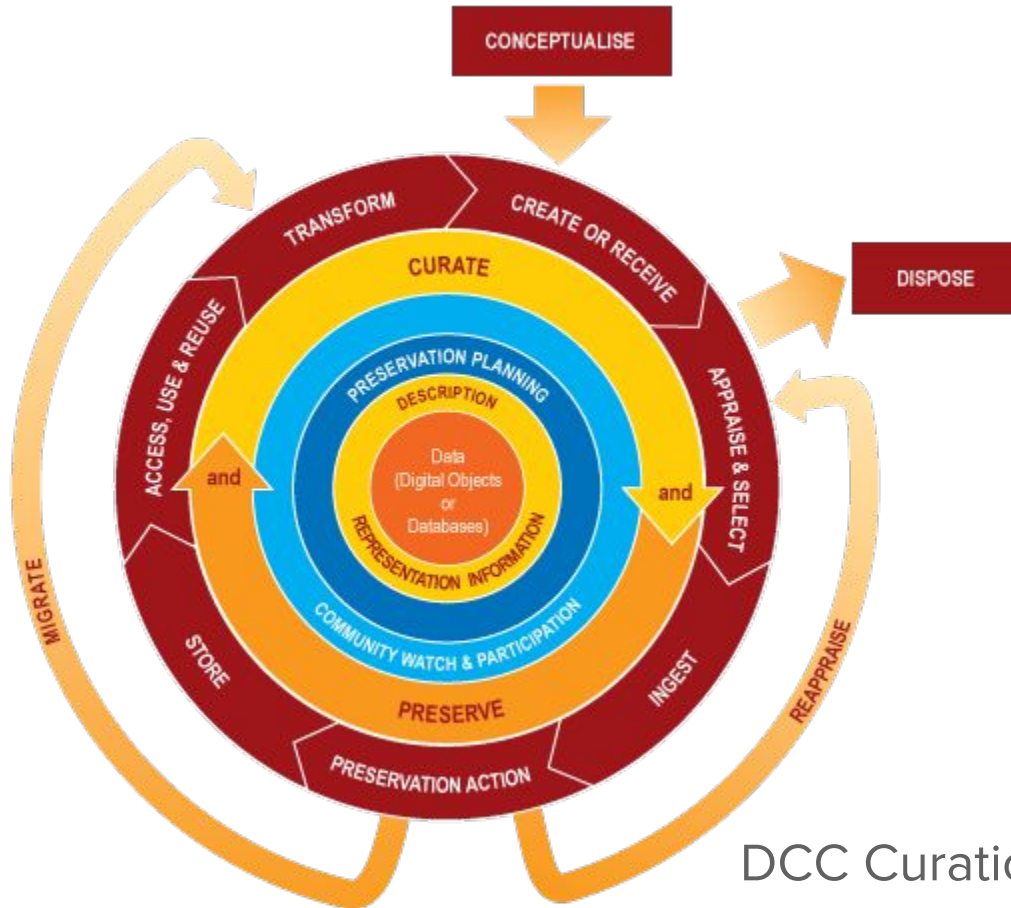 CONCEPTUALISE
TRANSFORM
CREATE OR RECEIVE
DISPOSE
APPRAISE & SELECT
INGEST
PRESERVATION ACTION
STORE
ACCESS, USE & REUSE
CURATE
and
PRESERVE
and
PRESERVATION PLANNING
COMMUNITY WATCH & PARTICIPATION
DESCRIPTION
REPRESENTATION INFORMATION
Data
(Digital Objects
or
Databases)
MIGRATE
REAPPRAISE
DCC Curatio